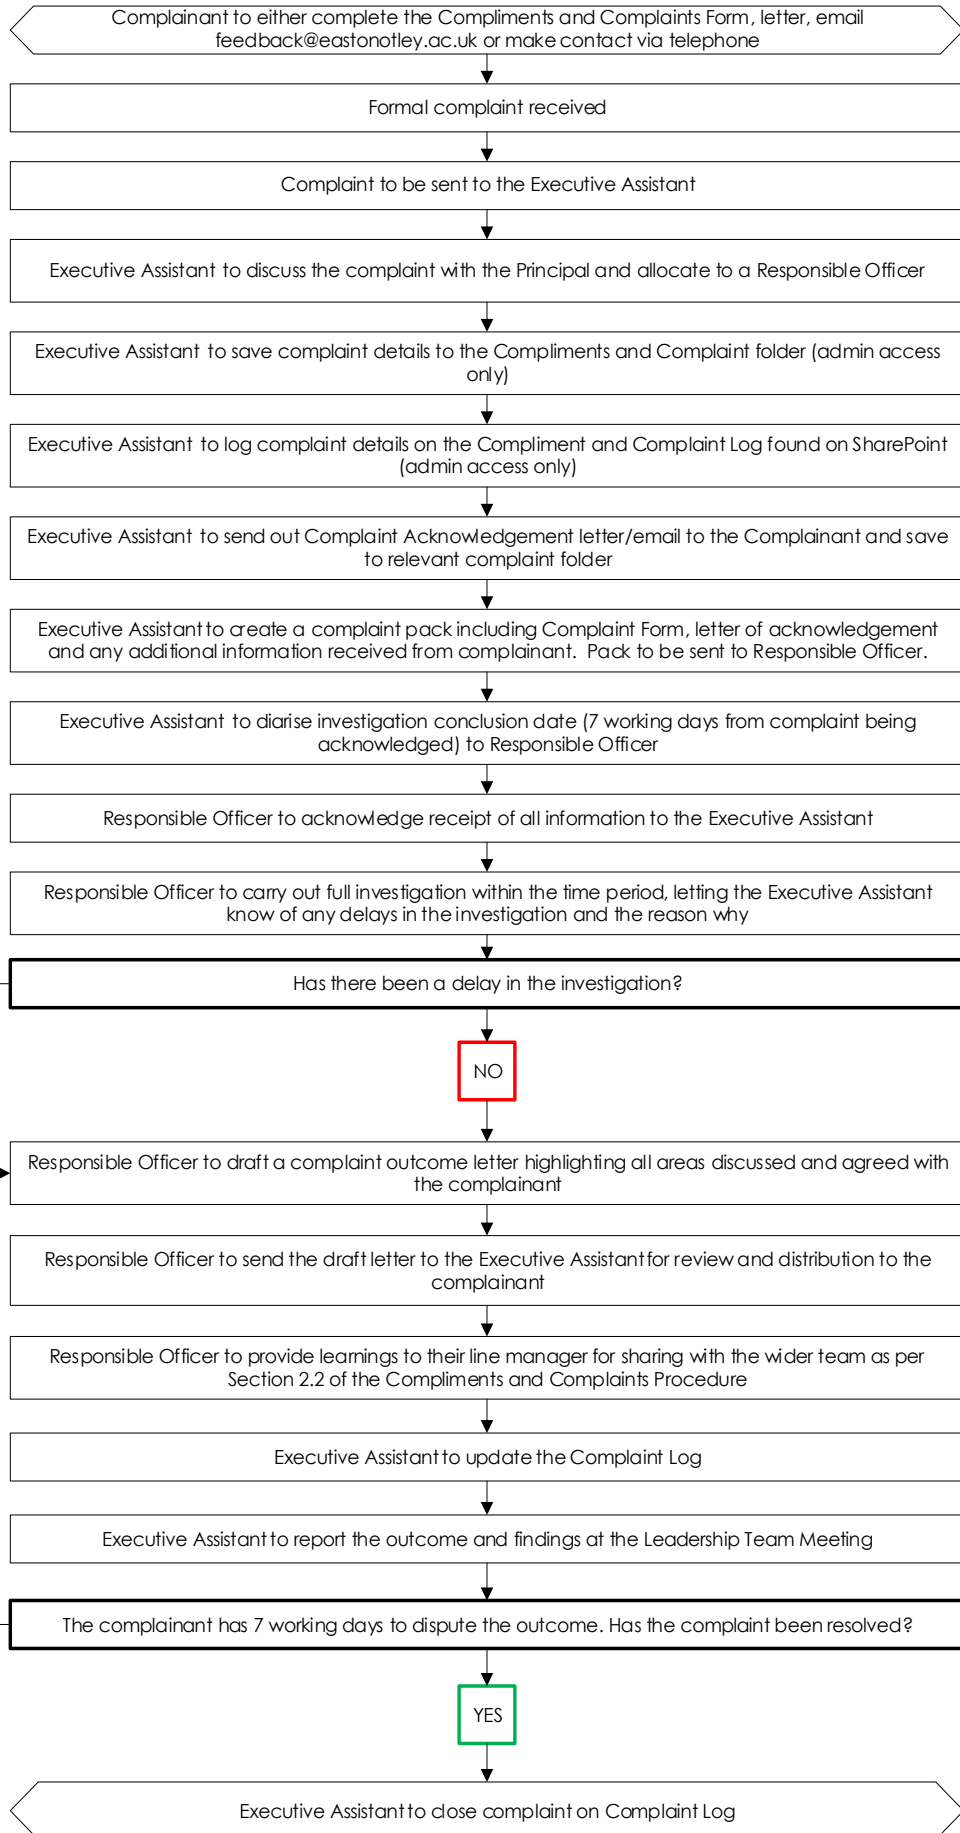 Complainant to either complete the Compliments and Complaints Form, letter, email
feedback@eastonotley.ac.uk or make contact via telephone
Formal complaint received
Complaint to be sent to the Executive Assistant
Executive Assistant to discuss the complaint with the Principal and allocate to a Responsible Officer
Executive Assistant to save complaint details to the Compliments and Complaint folder (admin access
only)
Executive Assistant to log complaint details on the Compliment and Complaint Log found on SharePoint
(admin access only)
Executive Assistant to send out Complaint Acknowledgement letter/email to the Complainant and save
to relevant complaint folder
Executive Assistant to create a complaint pack including Complaint Form, letter of acknowledgement
and any additional information received from complainant.  Pack to be sent to Responsible Officer.
Executive Assistant to diarise investigation conclusion date (7 working days from complaint being
acknowledged) to Responsible Officer
Responsible Officer to acknowledge receipt of all information to the Executive Assistant
Responsible Officer to carry out full investigation within the time period, letting the Executive Assistant
know of any delays in the investigation and the reason why
Has there been a delay in the investigation?
NO
Responsible Officer to draft a complaint outcome letter highlighting all areas discussed and agreed with
the complainant
Responsible Officer to send the draft letter to the Executive Assistant for review and distribution to the
complainant
Responsible Officer to provide learnings to their line manager for sharing with the wider team as per
Section 2.2 of the Compliments and Complaints Procedure
Executive Assistant to update the Complaint Log
Executive Assistant to report the outcome and findings at the Leadership Team Meeting
The complainant has 7 working days to dispute the outcome. Has the complaint been resolved?
YES
Executive Assistant to close complaint on Complaint Log